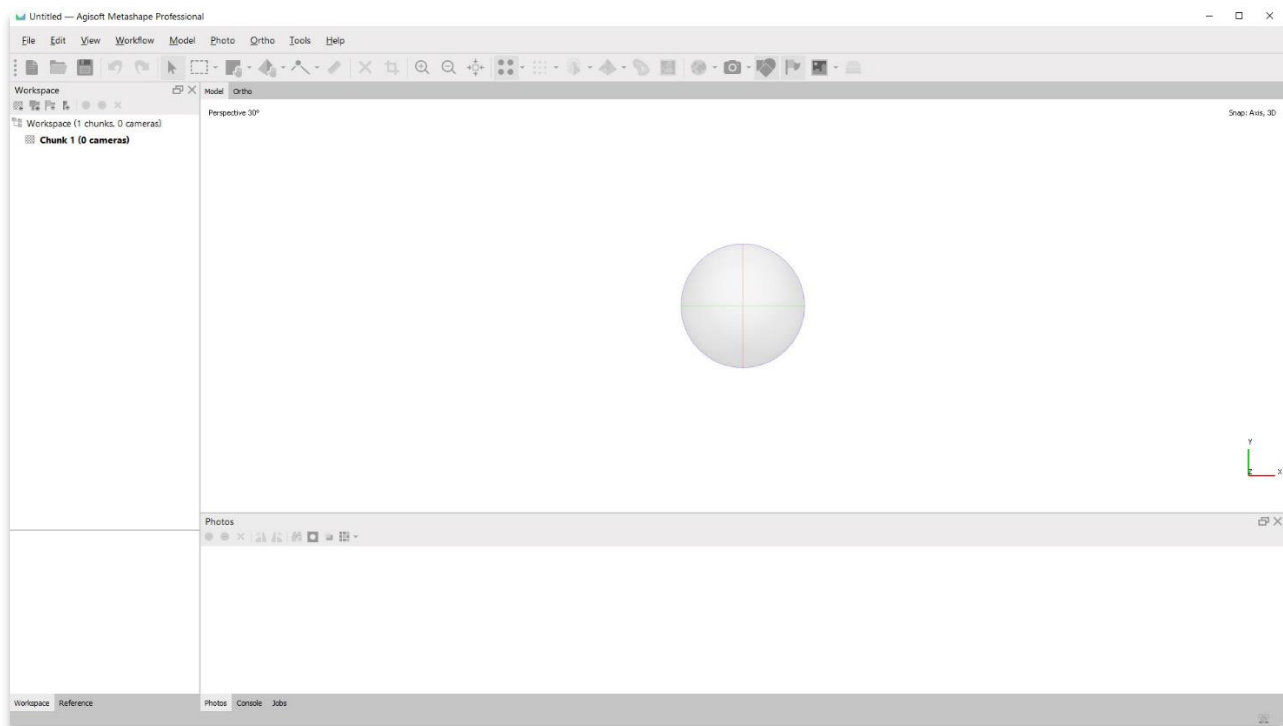 Untitled — Agisoft Metashape Professional
File Edit View Workflow Model Photo Ortho Tools Help
Workspace
Model Ortho
Workspace (1 chunks, 0 cameras)
Chunk 1 (0 cameras)
Perspective 30°
Snap: Axis, 3D
Y
Z
X
Photos
Workspace Reference
Photos Console Jobs